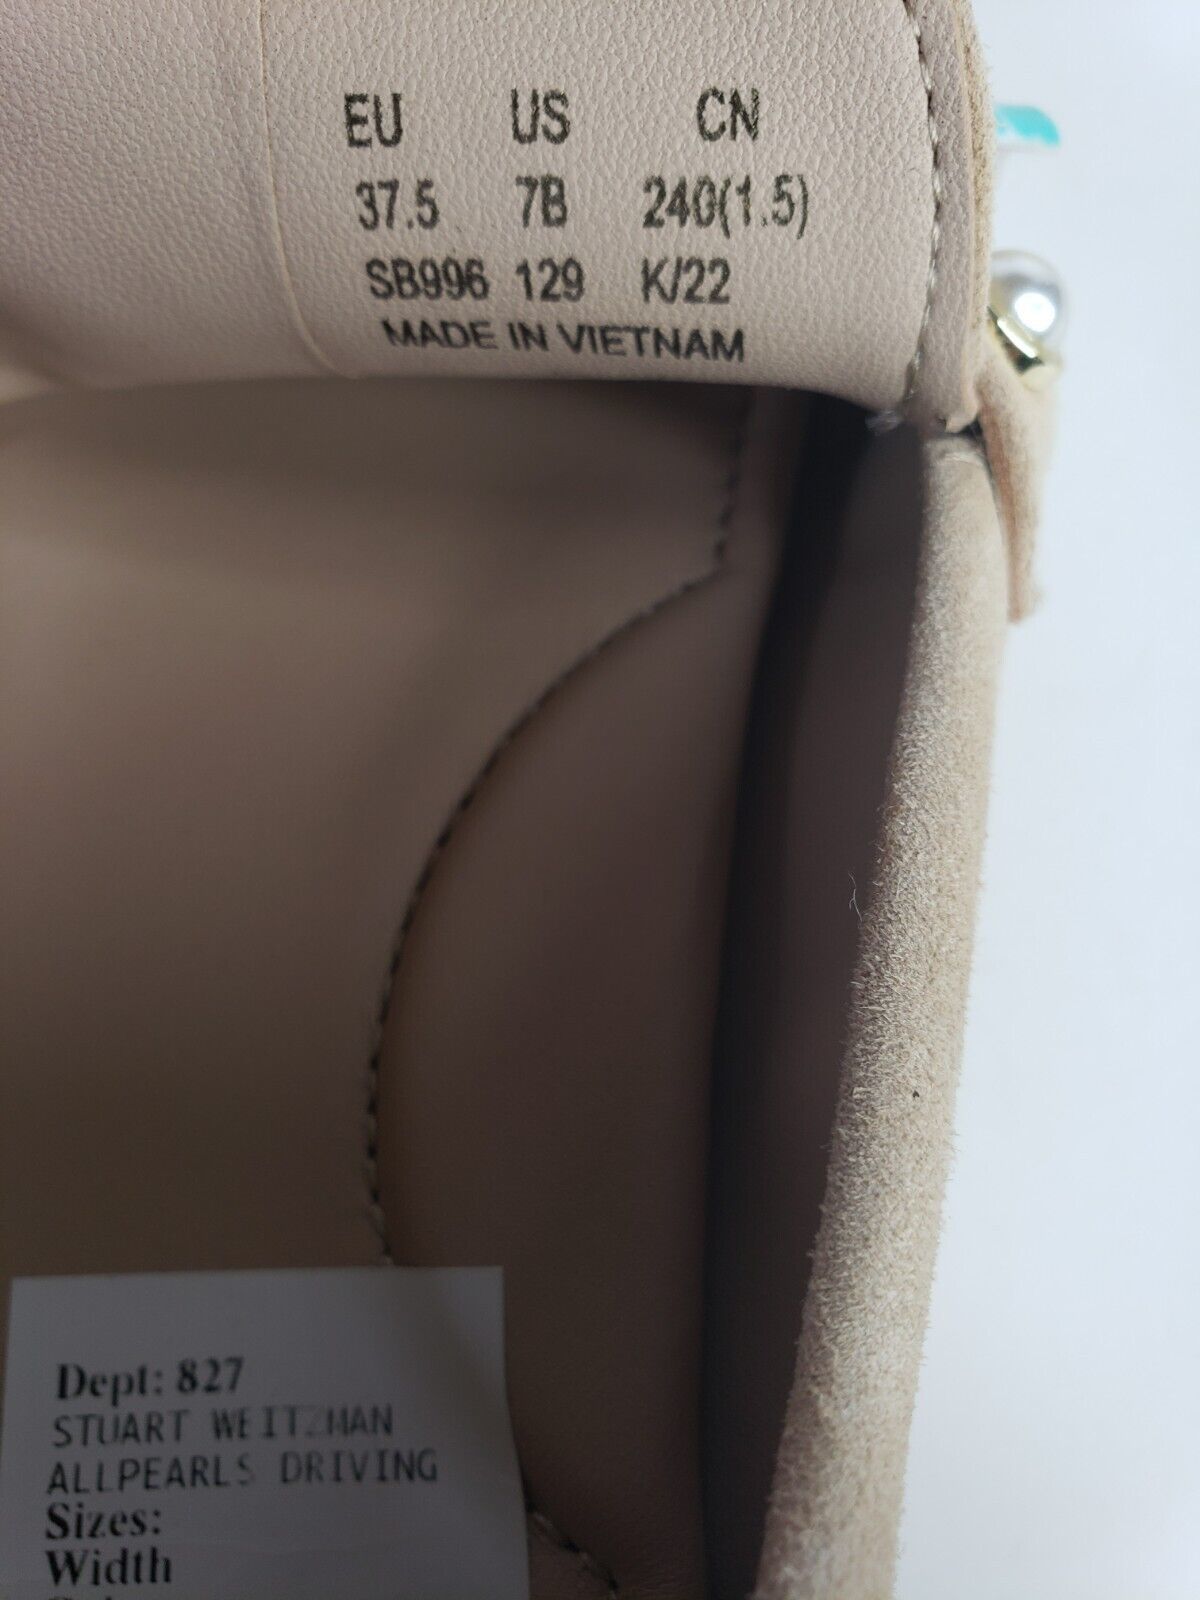 EU US CN
37.5 7B 240(1.5)
SB996 129 K/22
MADE IN VIETNAM
Dept: 827
STUART WEITZMAN
ALLPEARLS DRIVING
Sizes:
Width